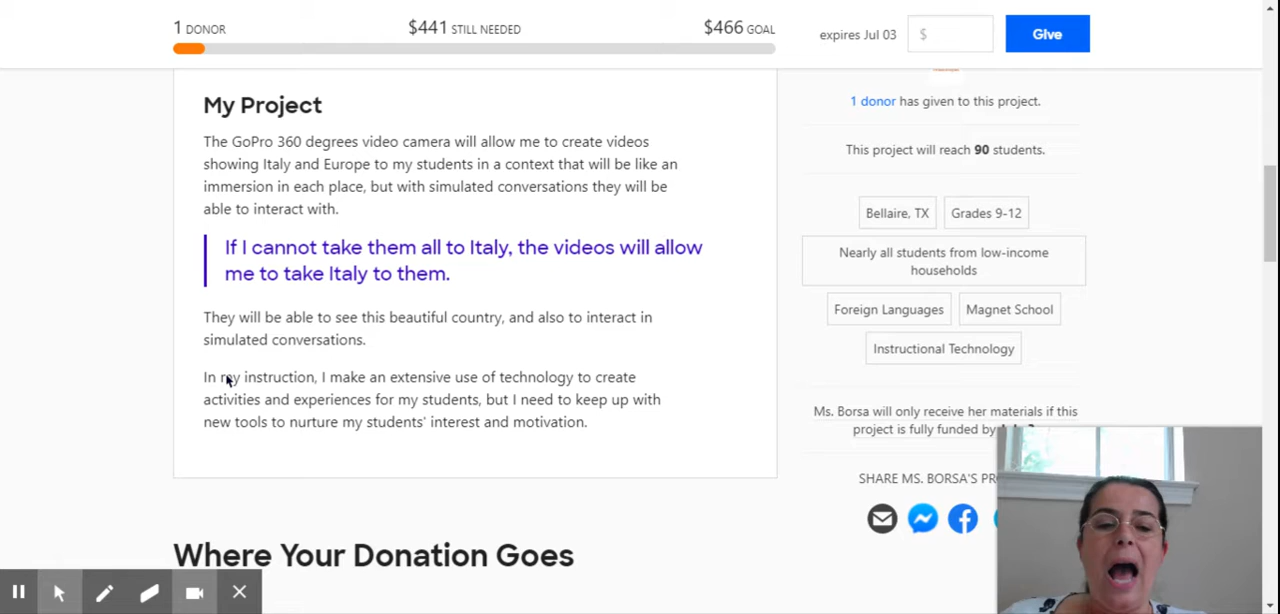 1 DONOR
$441 STILL NEEDED
$466 GOAL
expires Jul 03
$
Give
My Project
The GoPro 360 degrees video camera will allow me to create videos
showing Italy and Europe to my students in a context that will be like an
immersion in each place, but with simulated conversations they will be
able to interact with.
If I cannot take them all to Italy, the videos will allow
me to take Italy to them.
They will be able to see this beautiful country, and also to interact in
simulated conversations.
In my instruction, I make an extensive use of technology to create
activities and experiences for my students, but I need to keep up with
new tools to nurture my students' interest and motivation.
Where Your Donation Goes
1 donor has given to this project.
This project will reach 90 students.
Bellaire, TX
Grades 9-12
Nearly all students from low-income
households
Foreign Languages
Magnet School
Instructional Technology
Ms. Borsa will only receive her materials if this
project is fully funded by
SHARE MS. BORSA'S